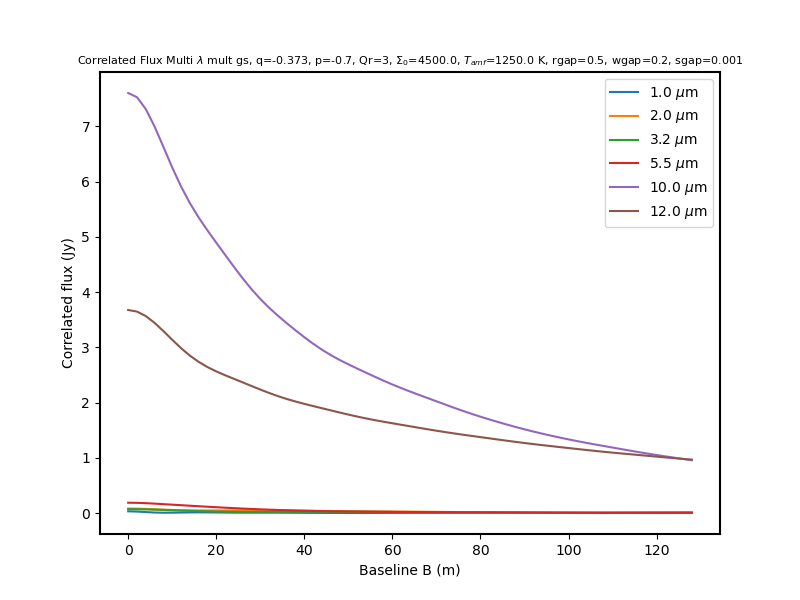 Correlated Flux Multi λ mult gs, q=-0.373, p=-0.7, Qr=3, Σ₀=4500.0, T_amr=1250.0 K, rgap=0.5, wgap=0.2, sgap=0.001
1.0 μm
2.0 μm
3.2 μm
5.5 μm
10.0 μm
12.0 μm
Correlated flux (Jy)
7
6
5
4
3
2
1
0
0 20 40 60 80 100 120
Baseline B (m)